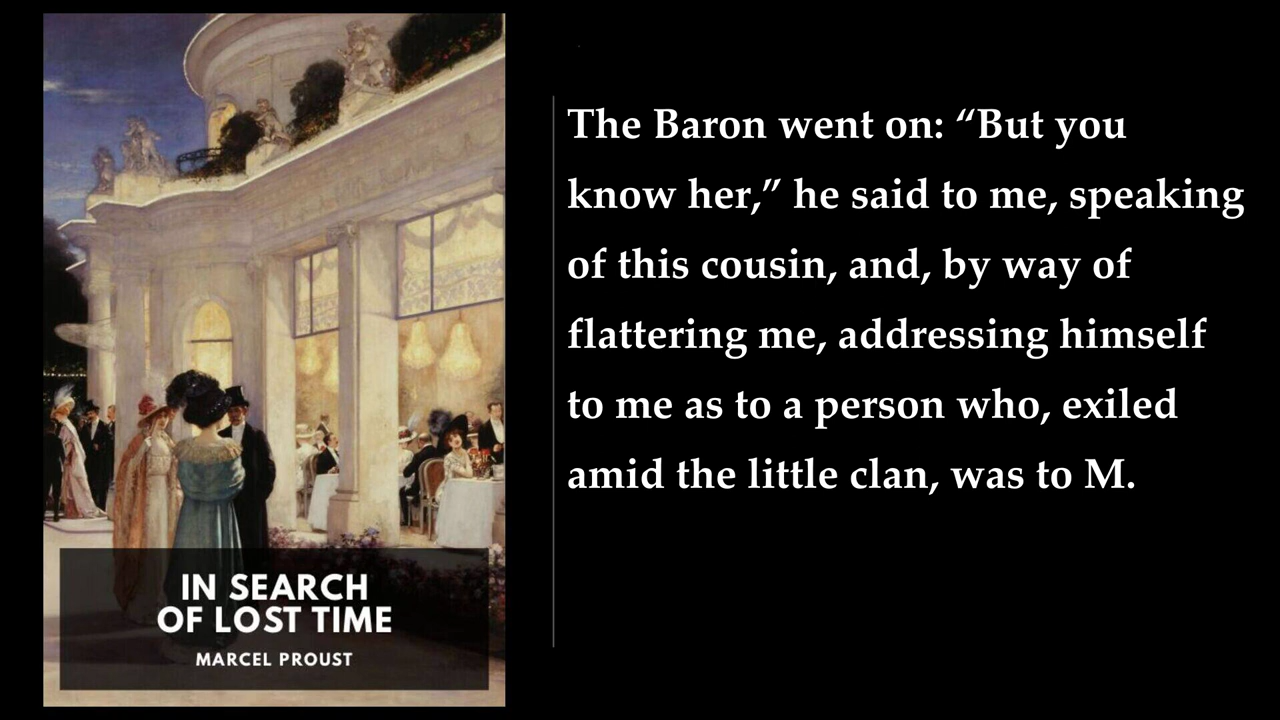 The Baron went on: “But you
know her,” he said to me, speaking
of this cousin, and, by way of
flattering me, addressing himself
to me as to a person who, exiled
amid the little clan, was to M.
IN SEARCH
OF LOST TIME
MARCEL PROUST